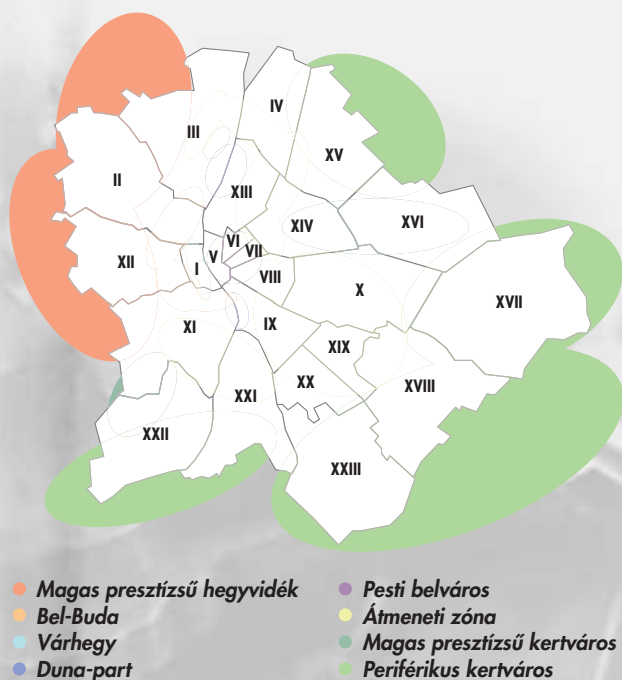 IV
III
XV
II
XIII
XIV
XVI
VI
V
VII
XII
I
VIII
X
XVII
XI
IX
XIX
XX
XVIII
XXI
XXII
XXIII
Magas presztízsű hegyvidék
Bel-Buda
Várhegy
Duna-part
Pesti belváros
Átmeneti zóna
Magas presztízsű kertváros
Periférikus kertváros